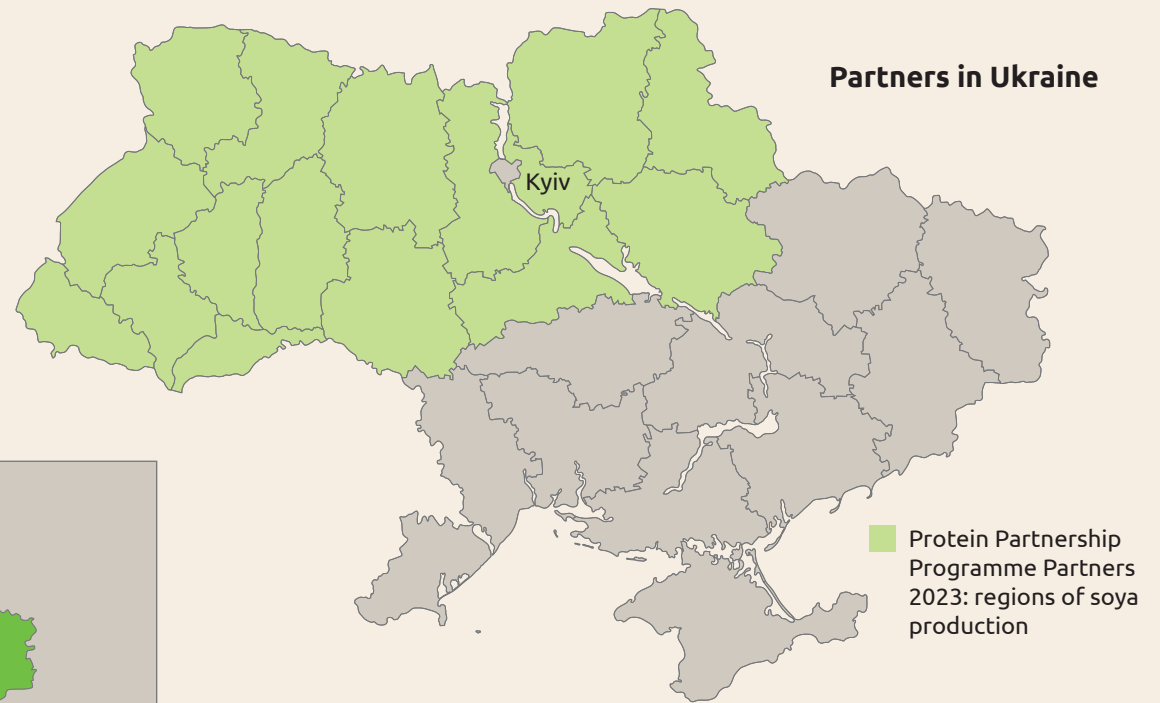 Partners in Ukraine
Kyiv
Protein Partnership
Programme Partners
2023: regions of soya
production